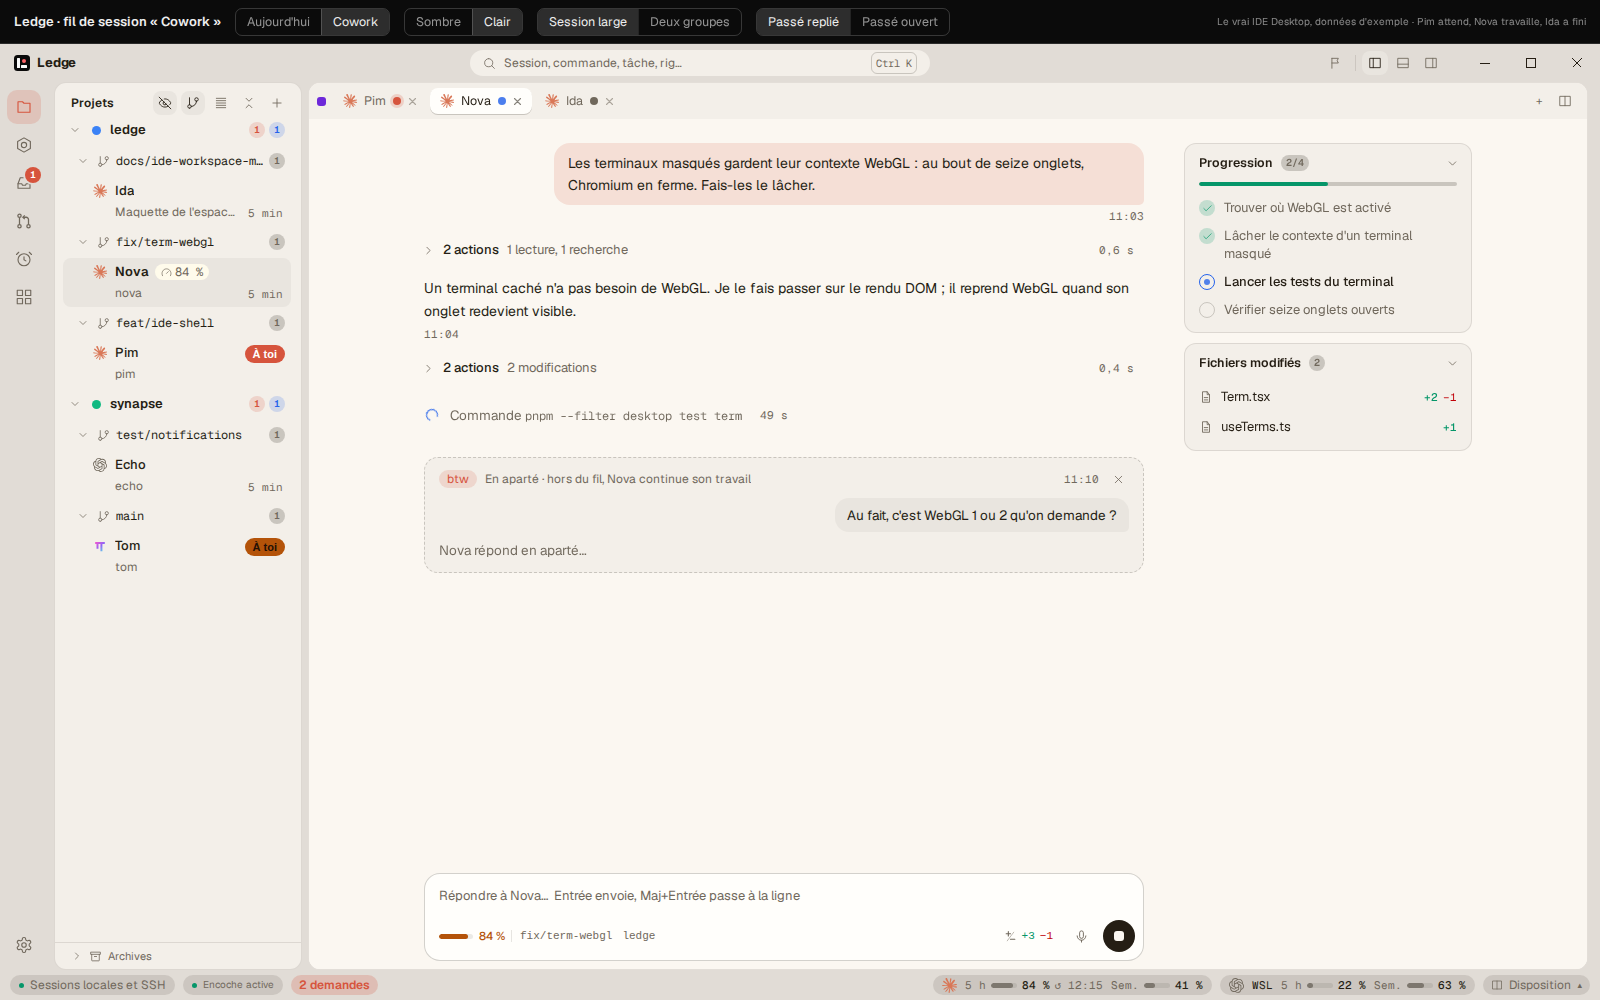 Ledge · fil de session « Cowork »
Aujourd'hui
Cowork
Sombre
Clair
Session large
Deux groupes
Passé replié
Passé ouvert
Le vrai IDE Desktop, données d'exemple · Pim attend, Nova travaille, Ida a fini
Ledge
Session, commande, tâche, rig…
Ctrl K
1
Projets
ledge
1
1
docs/ide-workspace-m…
1
Ida
Maquette de l'espac…
5 min
fix/term-webgl
1
Nova
84 %
nova
5 min
feat/ide-shell
1
Pim
À toi
pim
synapse
1
1
test/notifications
1
Echo
echo
5 min
main
1
Tom
À toi
tom
Archives
Pim
Nova
Ida
+
Les terminaux masqués gardent leur contexte WebGL : au bout de seize onglets,
Chromium en ferme. Fais-les le lâcher.
11:03
2 actions
1 lecture, 1 recherche
0,6 s
Un terminal caché n'a pas besoin de WebGL. Je le fais passer sur le rendu DOM ; il reprend WebGL quand son
onglet redevient visible.
11:04
2 actions
2 modifications
0,4 s
Commande pnpm --filter desktop test term
49 s
btw
En aparté · hors du fil, Nova continue son travail
11:10
Au fait, c'est WebGL 1 ou 2 qu'on demande ?
Nova répond en aparté…
Répondre à Nova… Entrée envoie, Maj+Entrée passe à la ligne
84 %
fix/term-webgl
ledge
+3 −1
Progression
2/4
Trouver où WebGL est activé
Lâcher le contexte d'un terminal
masqué
Lancer les tests du terminal
Vérifier seize onglets ouverts
Fichiers modifiés
2
Term.tsx
+2 −1
useTerms.ts
+1
Sessions locales et SSH
Encoche active
2 demandes
5 h
84 %
↺ 12:15
Sem.
41 %
WSL
5 h
22 %
Sem.
63 %
Disposition